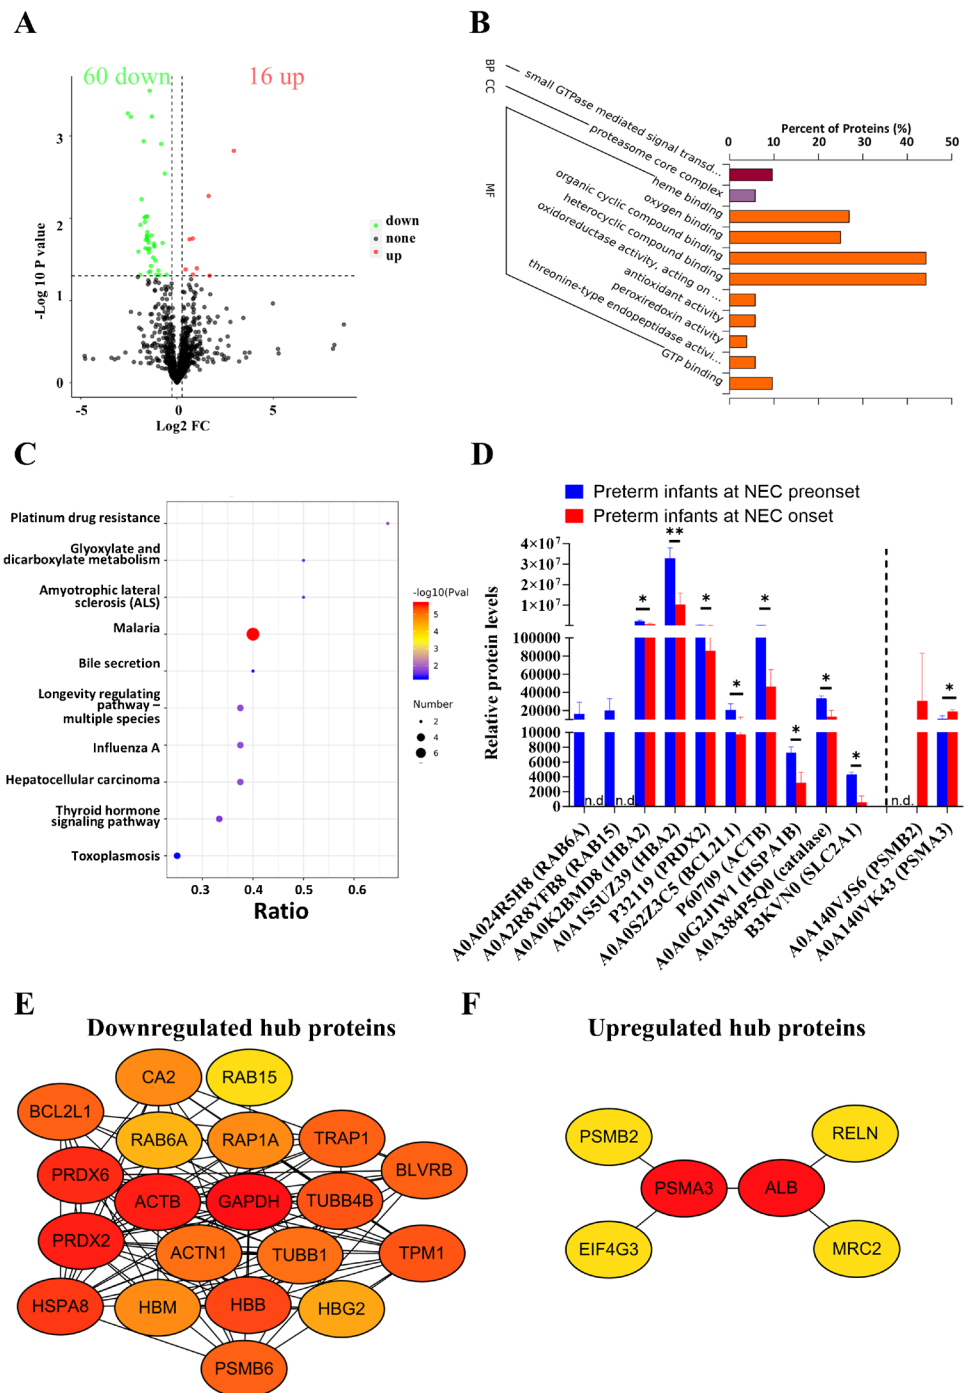 A
60 down
16 up
3
2
1
0
-Log 10 P value
-5
0
5
Log2 FC
down
none
up
B
BP
CC
MF
small GTPase mediated signal transd...
proteasome core complex
heme binding
oxygen binding
organic cyclic compound binding
heterocyclic compound binding
oxidoreductase activity, acting on ...
antioxidant activity
peroxiredoxin activity
threonine-type endopeptidase activi...
GTP binding
Percent of Proteins (%)
0 10 20 30 40 50
C
Platinum drug resistance
Glyoxylate and
dicarboxylate metabolism
Amyotrophic lateral
sclerosis (ALS)
Malaria
Bile secretion
Longevity regulating
pathway –
multiple species
Influenza A
Hepatocellular carcinoma
Thyroid hormone
signaling pathway
Toxoplasmosis
0.3 0.4 0.5 0.6
Ratio
-log10(Pval
5
4
3
2
Number
2
4
6
D
Preterm infants at NEC preonset
Preterm infants at NEC onset
Relative protein levels
4×10⁷
3×10⁷
2×10⁷
1×10⁷
100000
80000
60000
40000
20000
10000
8000
6000
4000
2000
0
n.d.
n.d.
*
**
*
*
*
*
*
*
n.d.
*
A0A024R5H8 (RAB6A)
A0A2R8YFB8 (RAB15)
A0A0K2BMD8 (HBA2)
A0A1S5UZ39 (HBA2)
P32119 (PRDX2)
A0A0S2Z3C5 (BCL2L1)
P60709 (ACTB)
A0A0G2JIW1 (HSPA1B)
A0A384P5Q0 (catalase)
B3KVN0 (SLC2A1)
A0A140VJS6 (PSMB2)
A0A140VK43 (PSMA3)
E
Downregulated hub proteins
CA2
RAB15
BCL2L1
RAB6A
RAP1A
TRAP1
PRDX6
BLVRB
ACTB
GAPDH
TUBB4B
PRDX2
ACTN1
TUBB1
TPM1
HSPA8
HBM
HBB
HBG2
PSMB6
F
Upregulated hub proteins
PSMB2
RELN
PSMA3
ALB
EIF4G3
MRC2